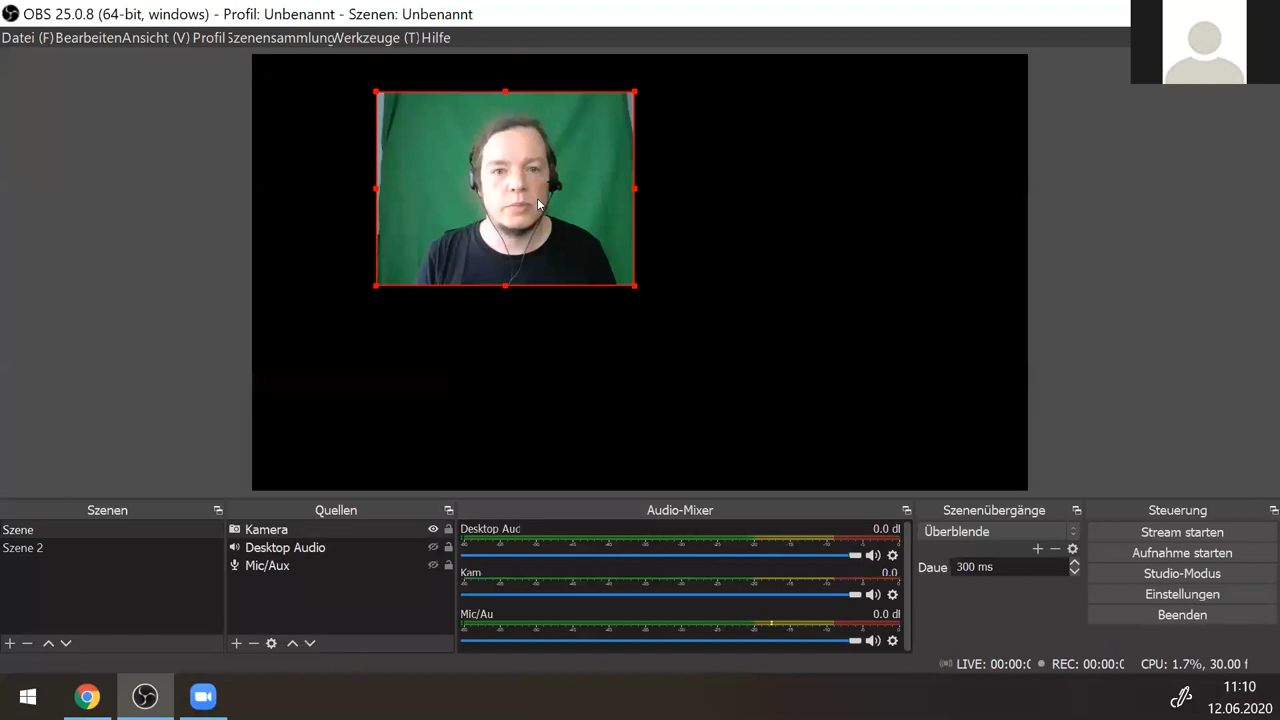 OBS 25.0.8 (64-bit, windows) - Profil: Unbenannt - Szenen: Unbenannt
Datei (F) Bearbeiten Ansicht (V) Profil Szenensammlung Werkzeuge (T) Hilfe
Szenen
Quellen
Audio-Mixer
Szenenübergänge
Steuerung
Szene
Szene 2
Kamera
Desktop Audio
Mic/Aux
Desktop Aud 0.0 dl
Kam 0.0
Mic/Au 0.0 dl
Überblende
Daue 300 ms
Stream starten
Aufnahme starten
Studio-Modus
Einstellungen
Beenden
LIVE: 00:00:0 REC: 00:00:0 CPU: 1.7%, 30.00 f
11:10
12.06.2020